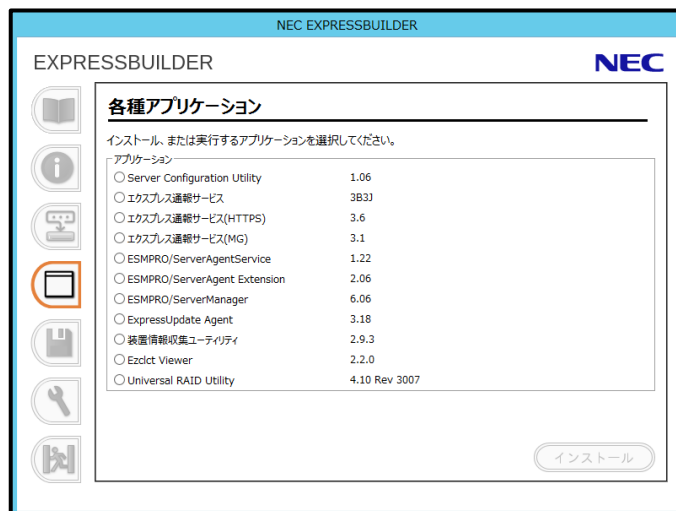 NEC EXPRESSBUILDER
EXPRESSBUILDER
NEC
各種アプリケーション
インストール、または実行するアプリケーションを選択してください。
アプリケーション
Server Configuration Utility 1.06
エクスプレス通報サービス 3B3J
エクスプレス通報サービス(HTTPS) 3.6
エクスプレス通報サービス(MG) 3.1
ESMPRO/ServerAgentService 1.22
ESMPRO/ServerAgent Extension 2.06
ESMPRO/ServerManager 6.06
ExpressUpdate Agent 3.18
装置情報収集ユーティリティ 2.9.3
Ezclct Viewer 2.2.0
Universal RAID Utility 4.10 Rev 3007
インストール